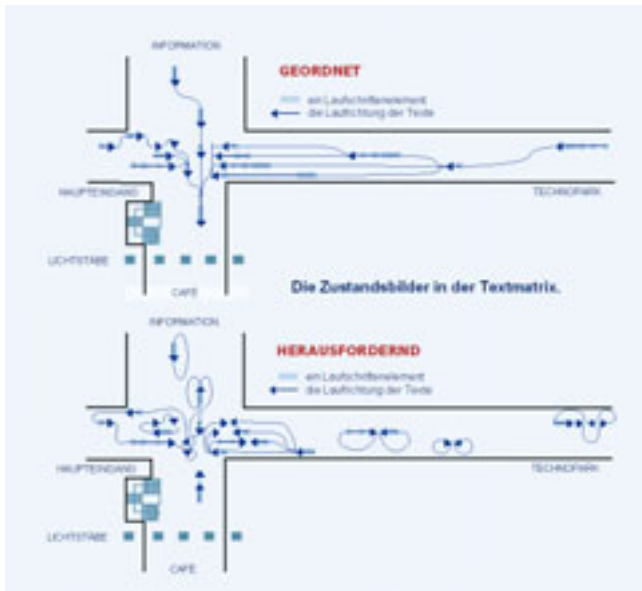 INFORMATION
GEORDNET
ein Laufschriftenelement
die Laufrichtung der Texte
HAUPTEINGANG
TECHNOPARK
LICHTSTÄBE
CAFE
Die Zustandsbilder in der Textmatrix.
INFORMATION
HERAUSFORDERND
ein Laufschriftenelement
die Laufrichtung der Texte
HAUPTEINGANG
TECHNOPARK
LICHTSTÄBE
CAFE